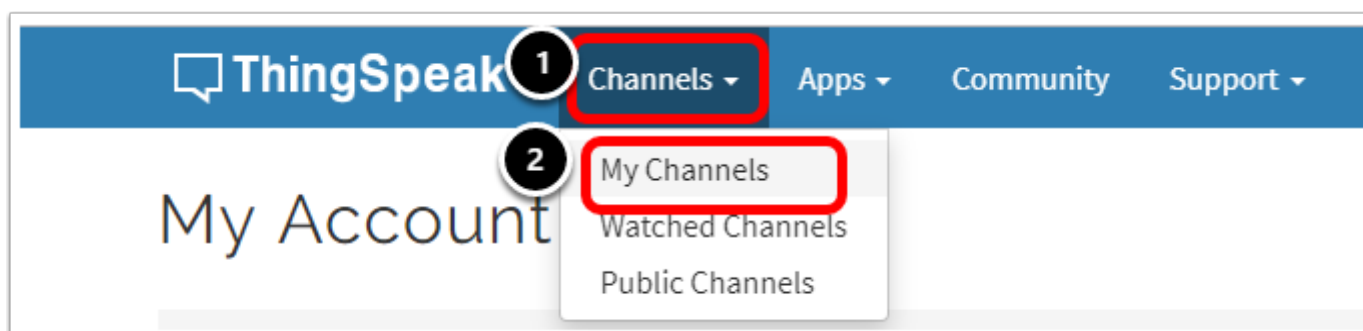 ThingSpeak 1 Channels Apps Community Support
2 My Channels
My Account
Watched Channels
Public Channels